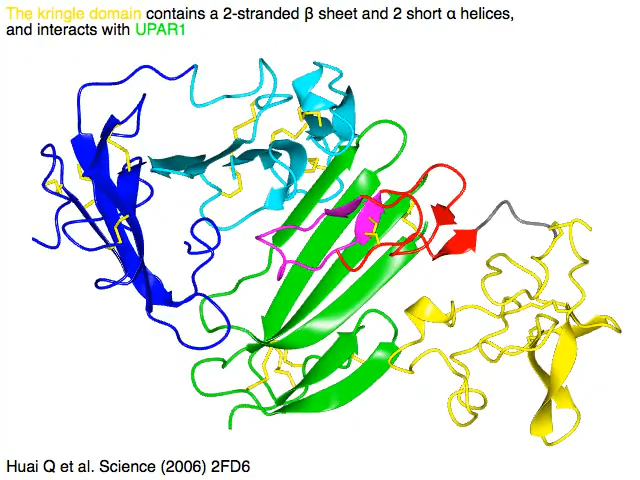 The kringle domain contains a 2-stranded β sheet and 2 short α helices,
and interacts with UPAR1
Huai Q et al. Science (2006) 2FD6